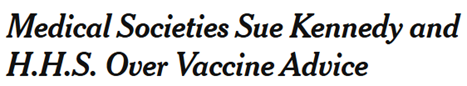 Medical Societies Sue Kennedy and
H.H.S. Over Vaccine Advice